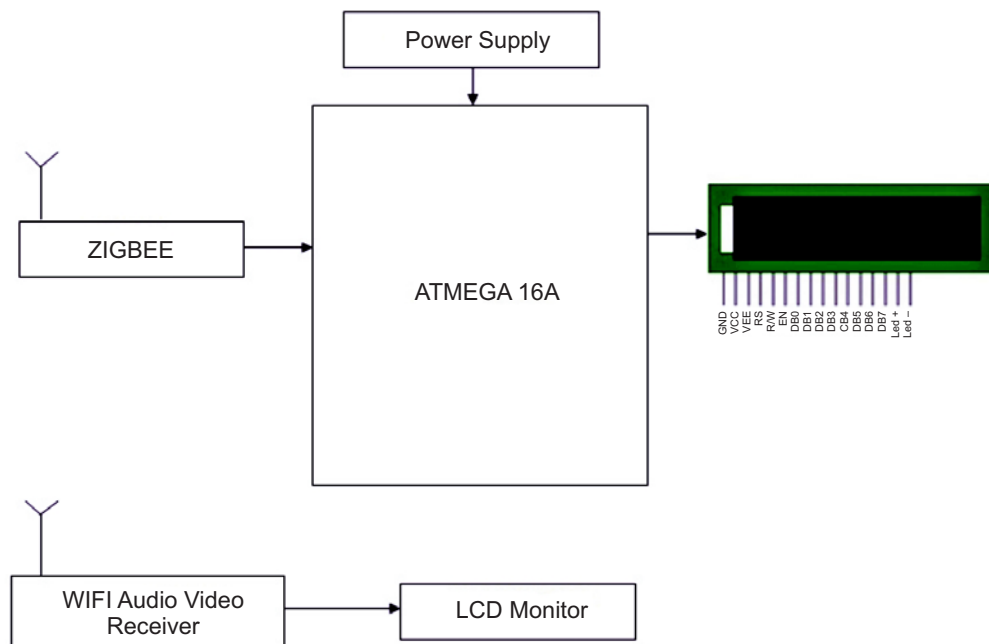 Power Supply
ZIGBEE
ATMEGA 16A
GND
VCC
VEE
RS
R/W
EN
DB0
DB1
DB2
DB3
CB4
DB5
DB6
DB7
Led +
Led –
WIFI Audio Video
Receiver
LCD Monitor